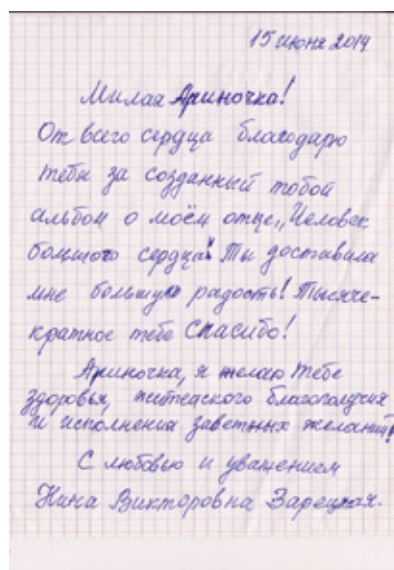 15 июня 2014
Милая Ариночка!
От всего сердца благодарю
тебя за созданный тобой
альбом о моём отце „Человек
большого сердца". Ты доставила
мне большую радость! Тысяче-
кратное тебе спасибо!
Ариночка, я желаю тебе
здоровья, житейского благополучия
и исполнения заветных желаний!
С любовью и уважением
Нина Викторовна Зарецкая.